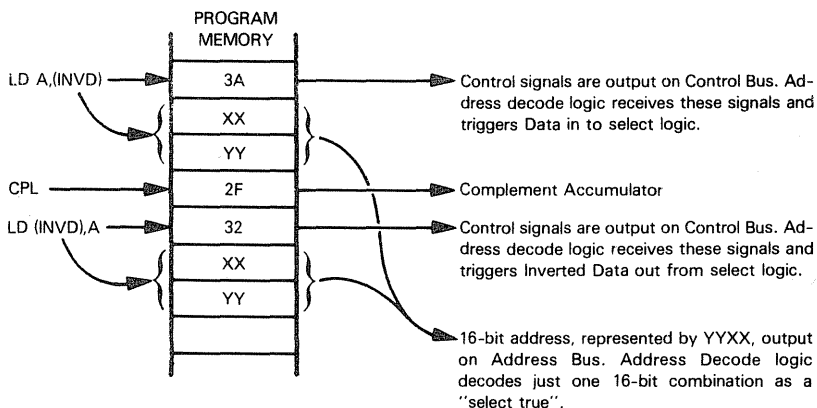 PROGRAM
MEMORY
LD A,(INVD)
3A
Control signals are output on Control Bus. Ad-
dress decode logic receives these signals and
triggers Data in to select logic.
XX
YY
CPL
2F
Complement Accumulator
LD (INVD),A
32
Control signals are output on Control Bus. Ad-
dress decode logic receives these signals and
triggers Inverted Data out from select logic.
XX
YY
16-bit address, represented by YYXX, output
on Address Bus. Address Decode logic
decodes just one 16-bit combination as a
''select true''.